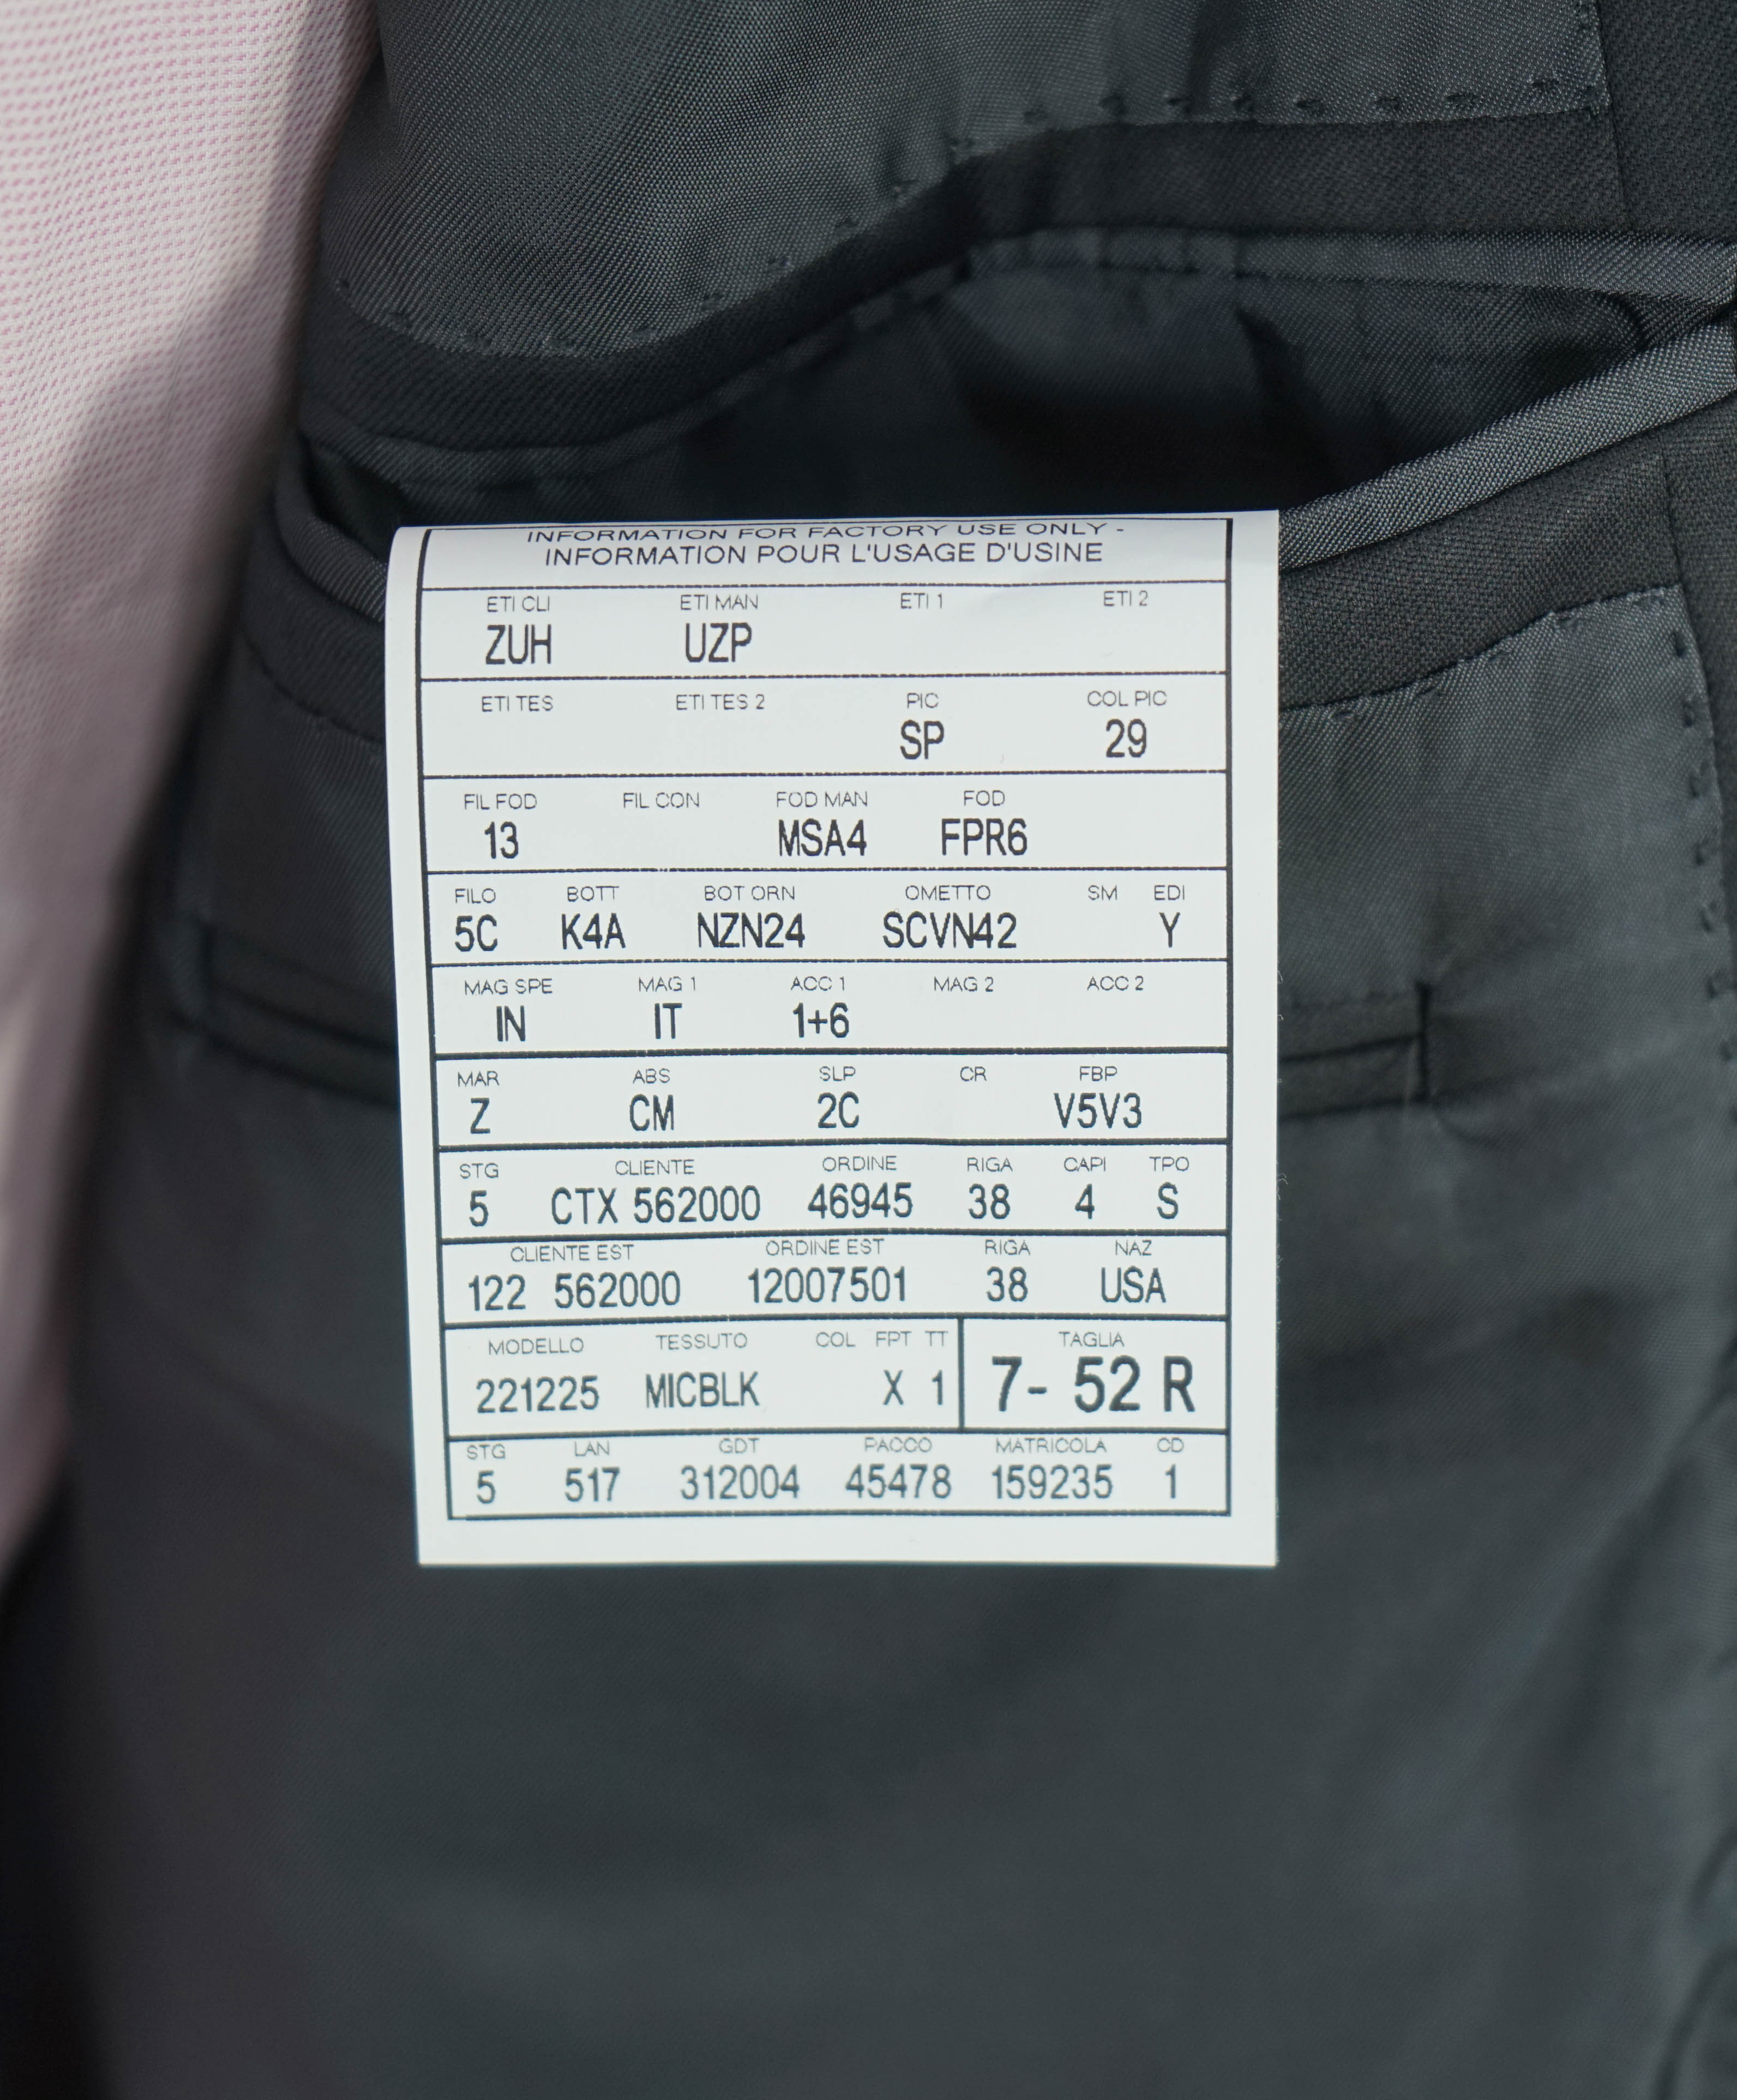 INFORMATION FOR FACTORY USE ONLY -
INFORMATION POUR L'USAGE D'USINE
ETI CLI ETI MAN ETI 1 ETI 2
ZUH UZP
ETI TES ETI TES 2 PIC COL PIC
SP 29
FIL FOD FIL CON FOD MAN FOD
13 MSA4 FPR6
FILO BOTT BOT ORN OMETTO SM EDI
5C K4A NZN24 SCVN42 Y
MAG SPE MAG 1 ACC 1 MAG 2 ACC 2
IN IT 1+6
MAR ABS SLP CR FBP
Z CM 2C V5V3
STG CLIENTE ORDINE RIGA CAPI TPO
5 CTX 562000 46945 38 4 S
CLIENTE EST ORDINE EST RIGA NAZ
122 562000 12007501 38 USA
MODELLO TESSUTO COL FPT TT TAGLIA
221225 MICBLK X 1 7- 52 R
STG LAN GDT PACCO MATRICOLA CD
5 517 312004 45478 159235 1